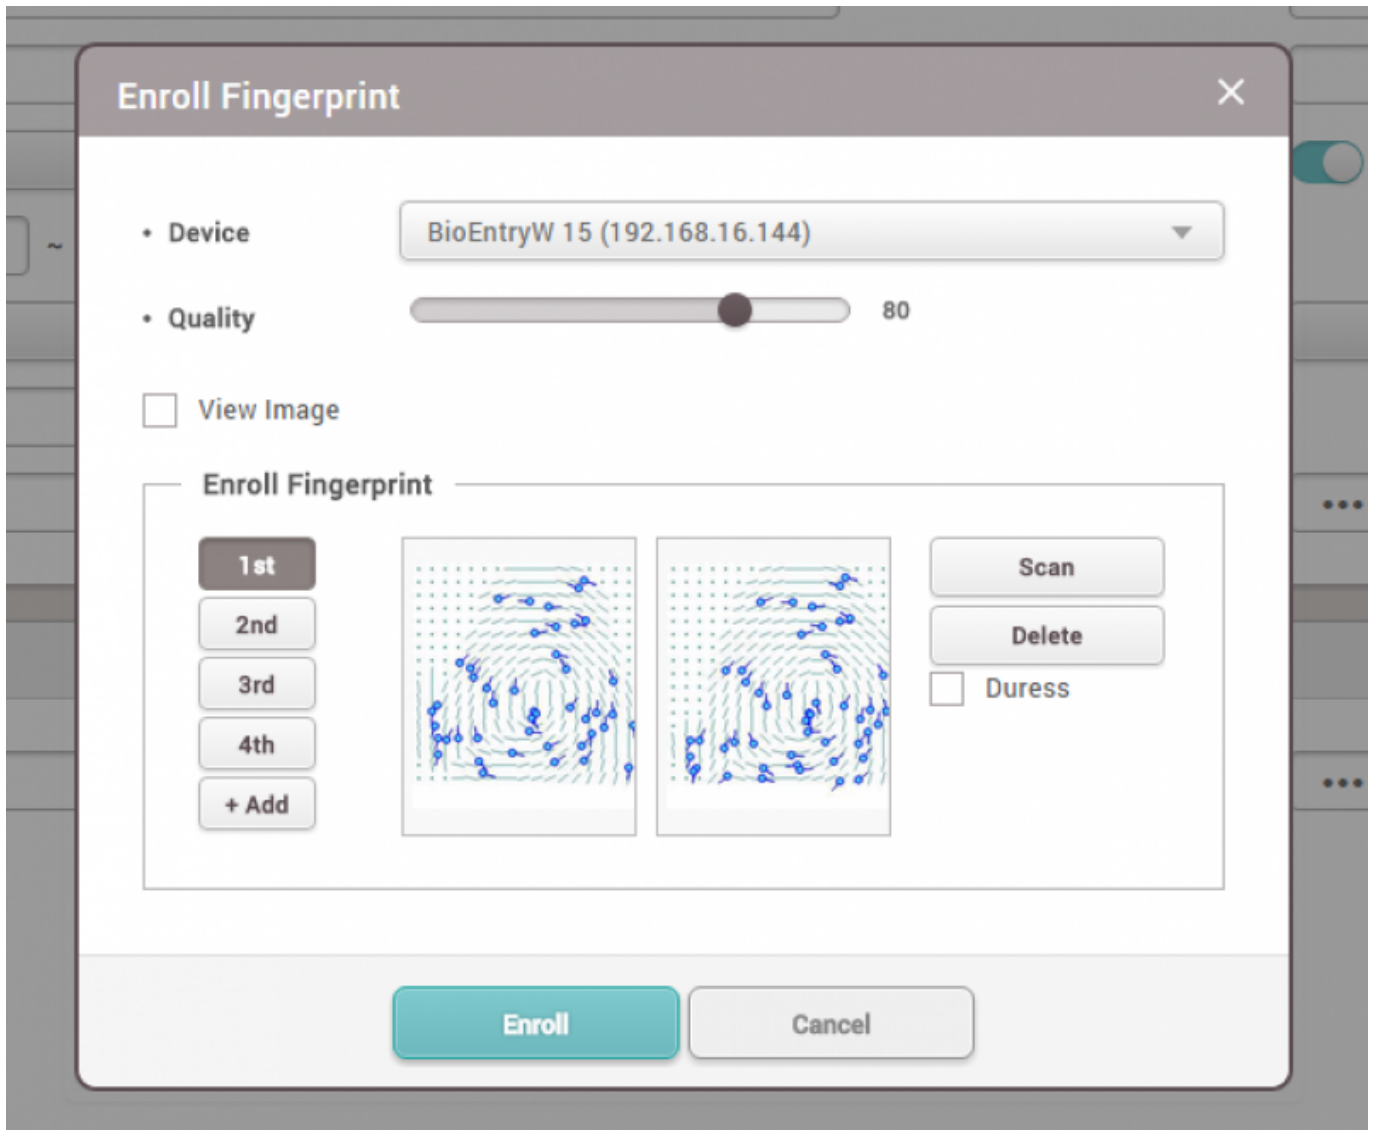 Enroll Fingerprint
~
• Device
BioEntryW 15 (192.168.16.144)
• Quality
80
View Image
Enroll Fingerprint
1st
2nd
3rd
4th
+ Add
Scan
Delete
Duress
•••
•••
Enroll
Cancel